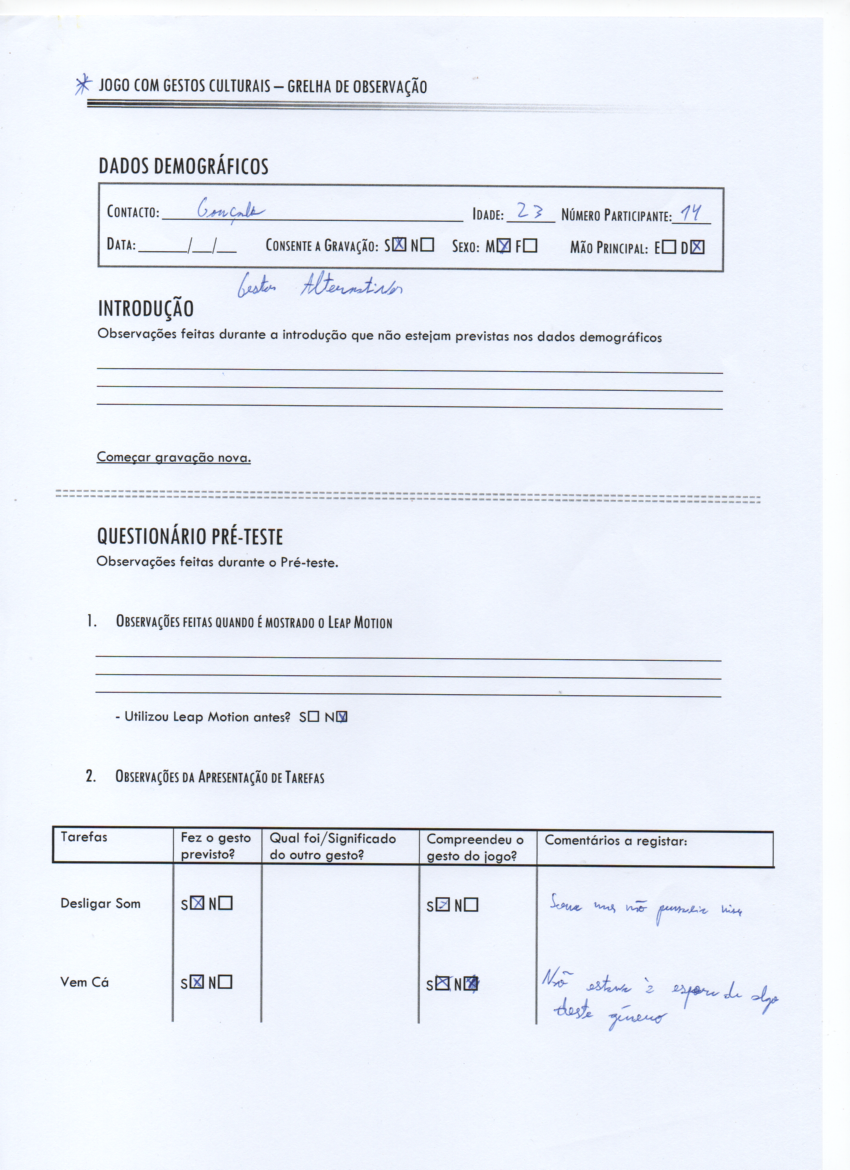 * JOGO COM GESTOS CULTURAIS – GRELHA DE OBSERVAÇÃO
DADOS DEMOGRÁFICOS
CONTACTO: Gonçalo IDADE: 23 NÚMERO PARTICIPANTE: 14
DATA: ______/__/__ CONSENTE A GRAVAÇÃO: S☒ N☐ SEXO: M☒ F☐ MÃO PRINCIPAL: E☐ D☒
Gestos Alternativos
INTRODUÇÃO
Observações feitas durante a introdução que não estejam previstas nos dados demográficos
Começar gravação nova.
QUESTIONÁRIO PRÉ-TESTE
Observações feitas durante o Pré-teste.
1. OBSERVAÇÕES FEITAS QUANDO É MOSTRADO O LEAP MOTION
- Utilizou Leap Motion antes? S☐ N☒
2. OBSERVAÇÕES DA APRESENTAÇÃO DE TAREFAS
Tarefas Fez o gesto previsto? Qual foi/Significado do outro gesto? Compreendeu o gesto do jogo? Comentários a registar:
Desligar Som S☒ N☐ S☒ N☐ mas não
Vem Cá S☒ N☐ S☒ N☒ Não estava à espera de algo
deste género